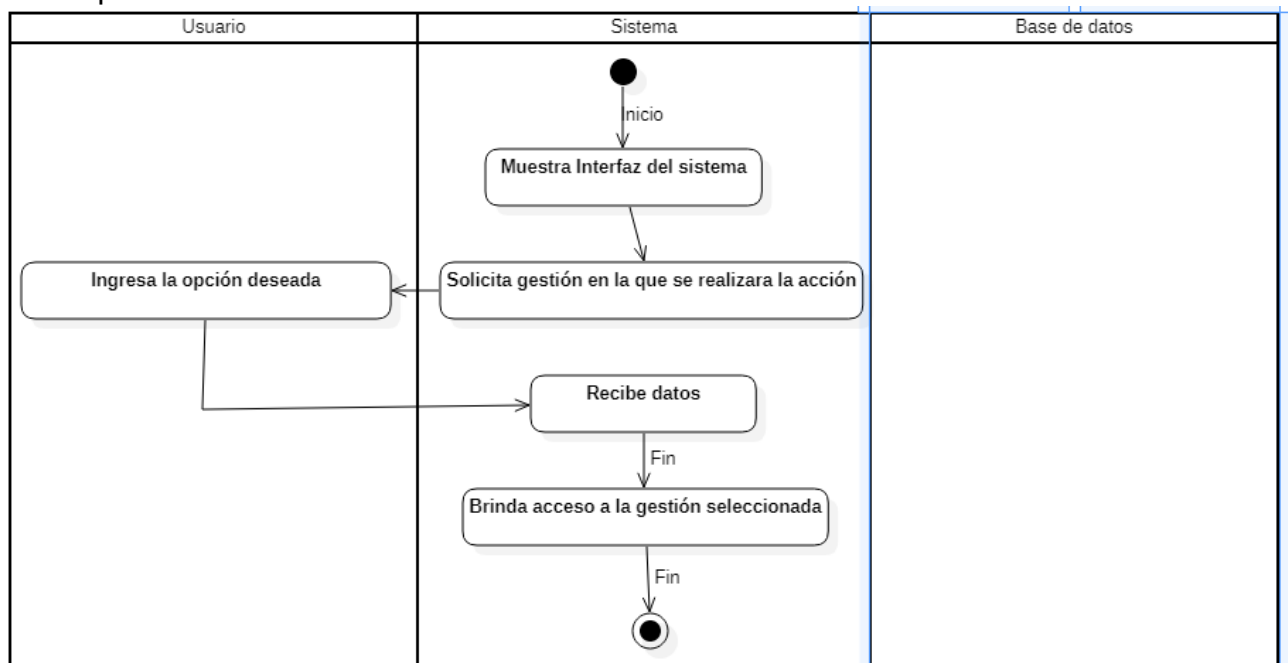 Usuario
Sistema
Base de datos
Inicio
Muestra Interfaz del sistema
Solicita gestión en la que se realizara la acción
Ingresa la opción deseada
Recibe datos
Fin
Brinda acceso a la gestión seleccionada
Fin